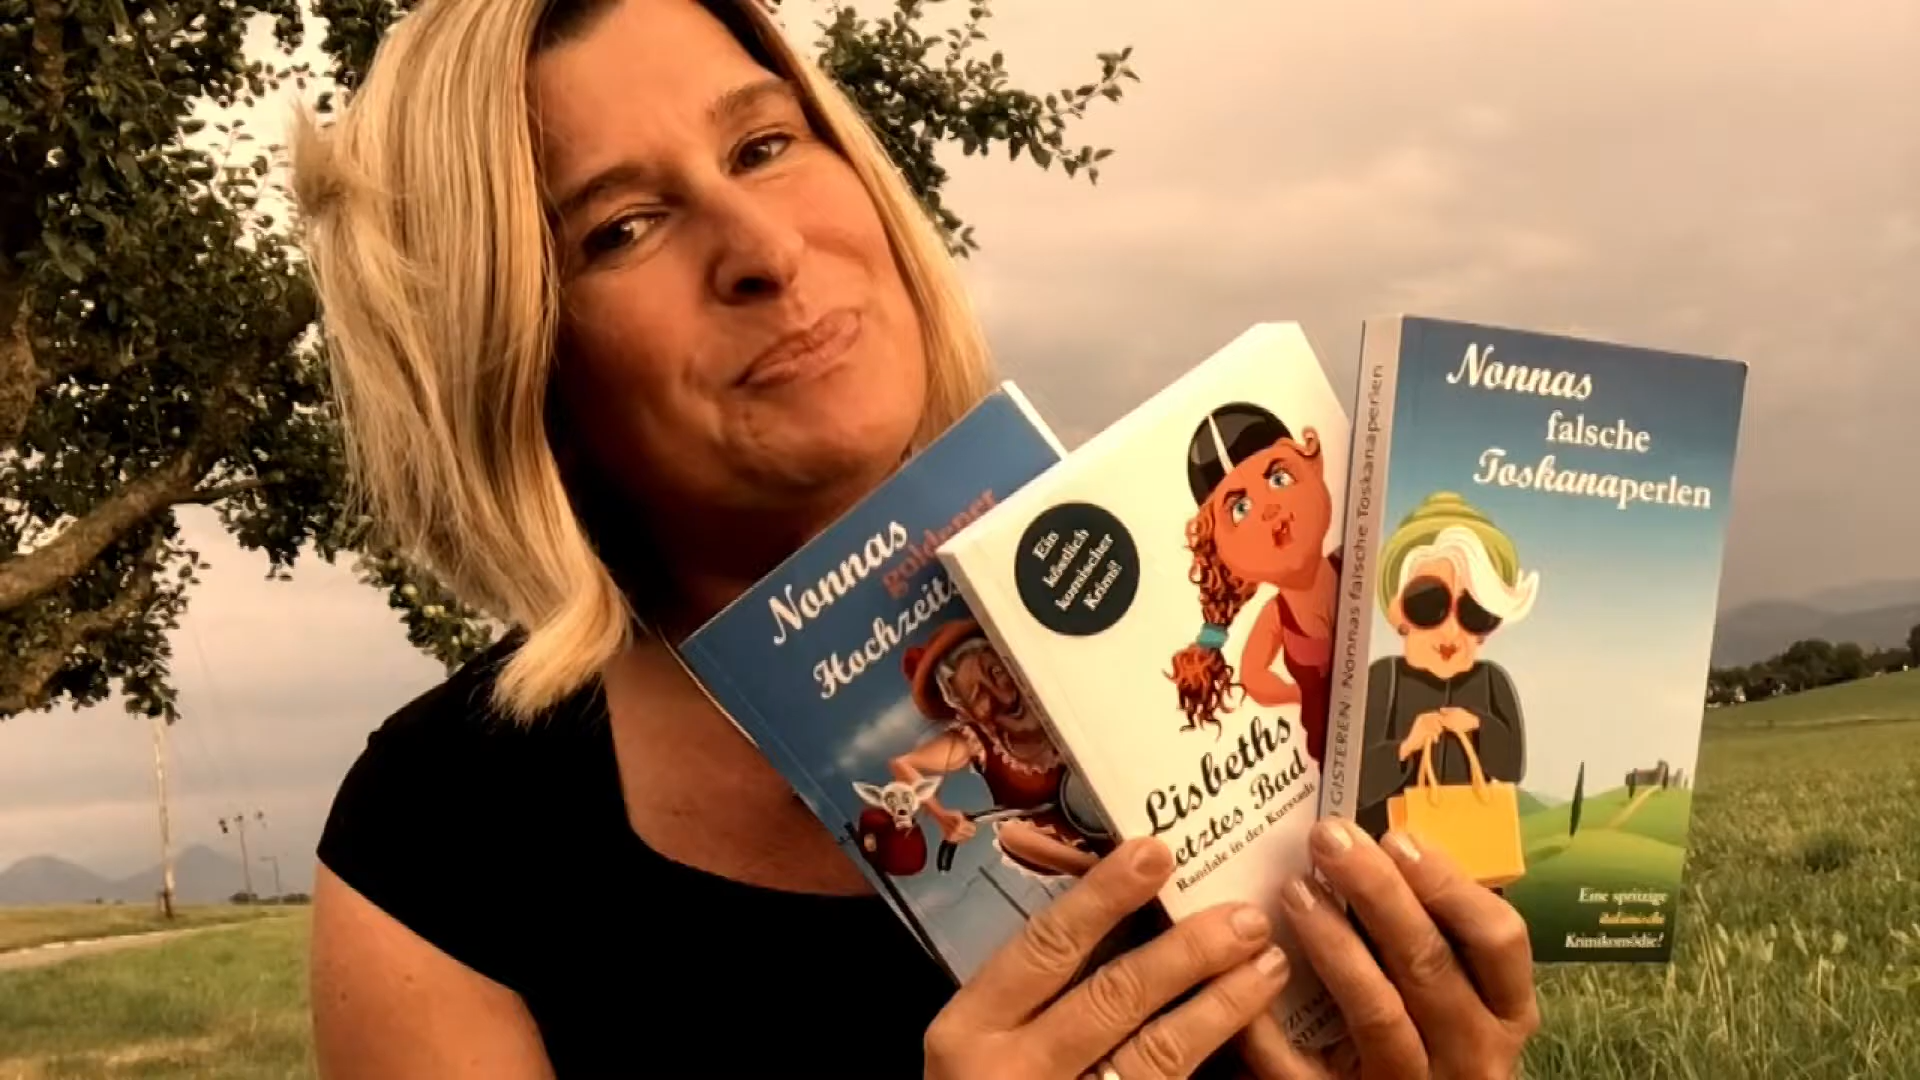 Nonnas
goldener
Hochzeits
Ein
köstlich
komischer
Krimi!
Lisbeths
letztes Bad
Randale in der Kurstadt
GISTEREN Nonnas falsche Toskanaperlen
Nonnas
falsche
Toskanaperlen
Eine spritzige
italienische
Krimikomödie!